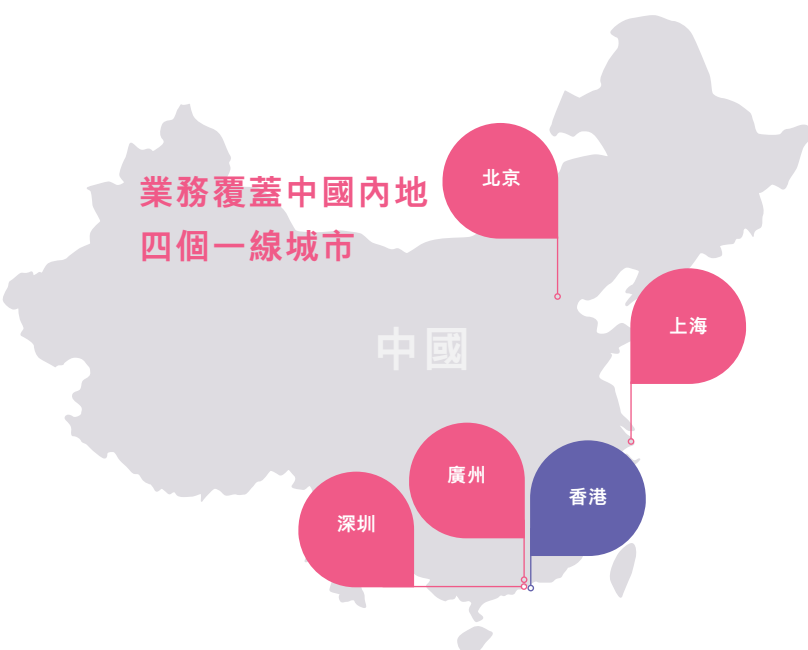 業務覆蓋中國內地
四個一線城市
北京
上海
中國
廣州
香港
深圳